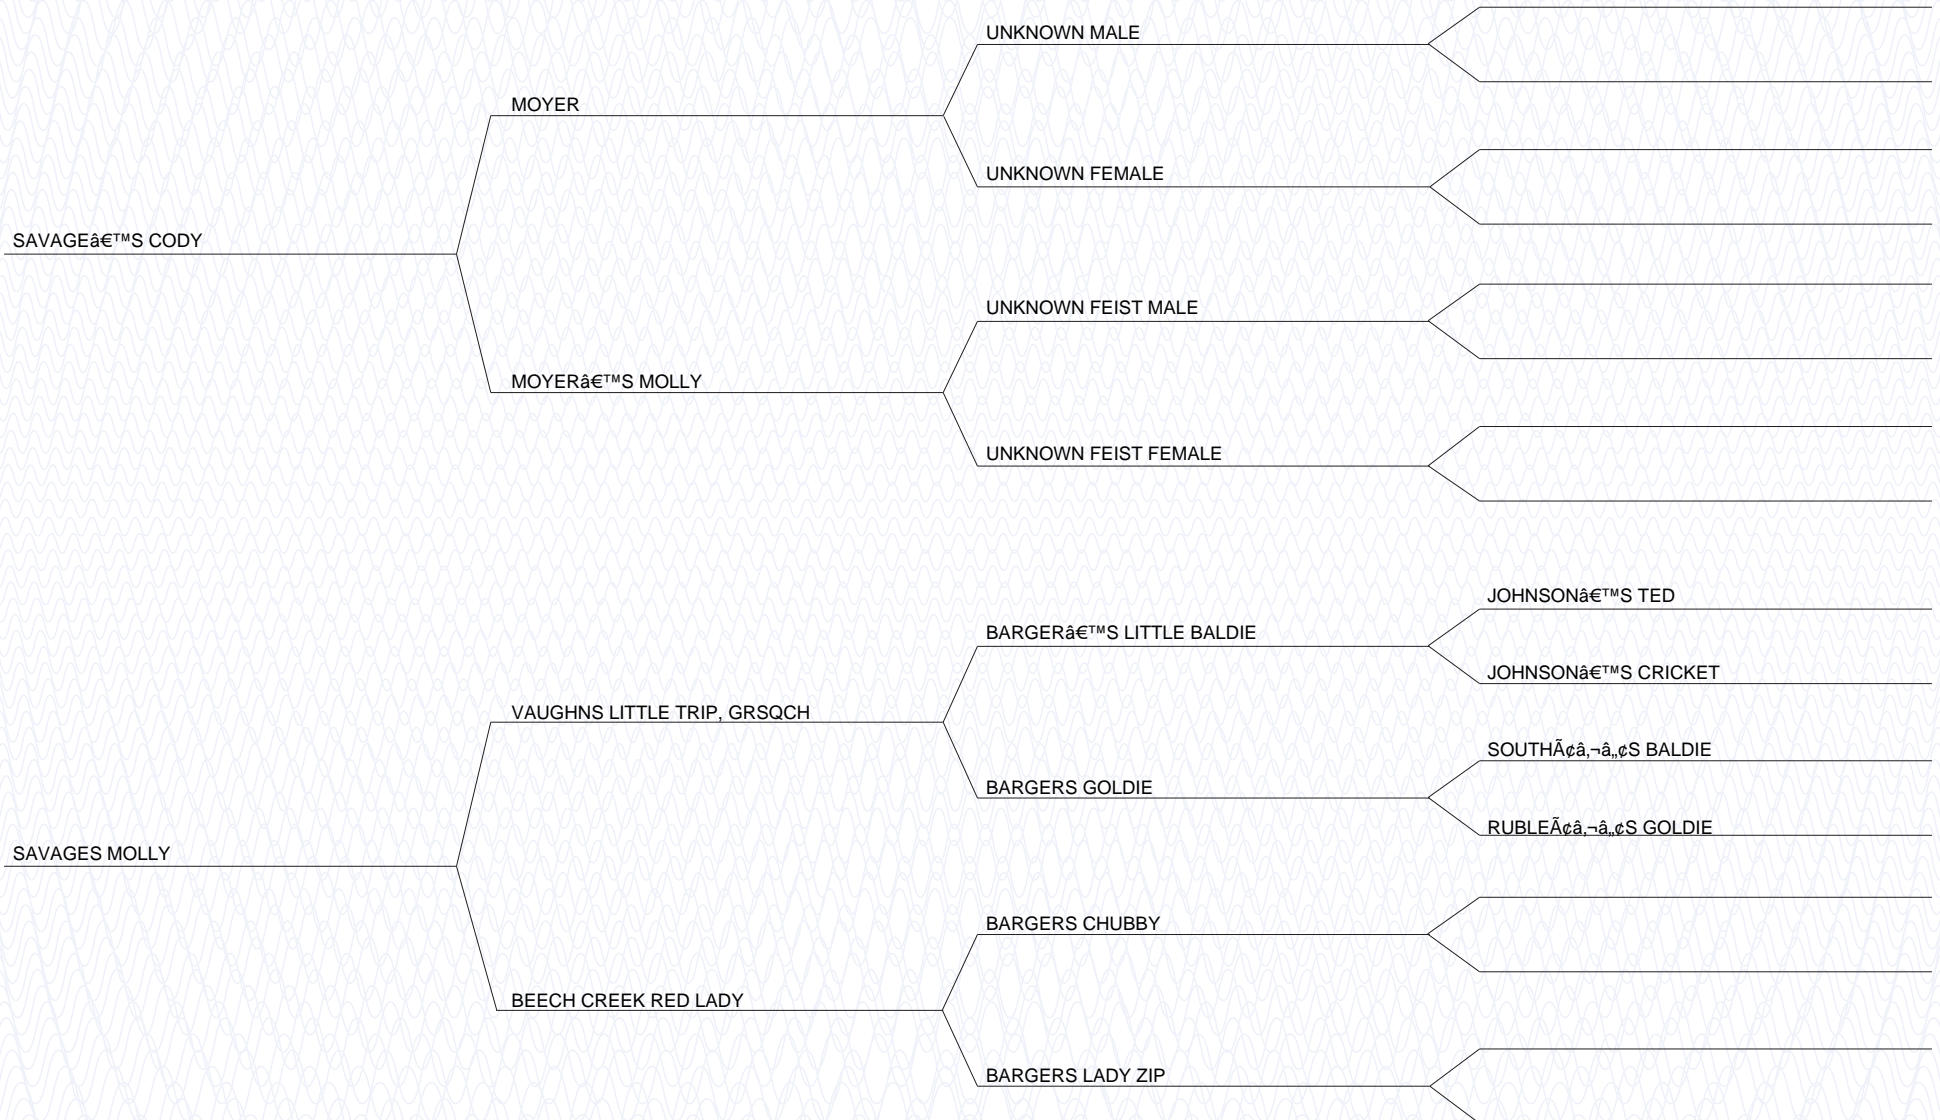 UNKNOWN MALE
MOYER
UNKNOWN FEMALE
SAVAGEâ€™S CODY
UNKNOWN FEIST MALE
MOYERâ€™S MOLLY
UNKNOWN FEIST FEMALE
JOHNSONâ€™S TED
BARGERâ€™S LITTLE BALDIE
JOHNSONâ€™S CRICKET
VAUGHNS LITTLE TRIP, GRSQCH
SOUTHÃ¢â‚¬â„¢S BALDIE
BARGERS GOLDIE
RUBLEÃ¢â‚¬â„¢S GOLDIE
SAVAGES MOLLY
BARGERS CHUBBY
BEECH CREEK RED LADY
BARGERS LADY ZIP